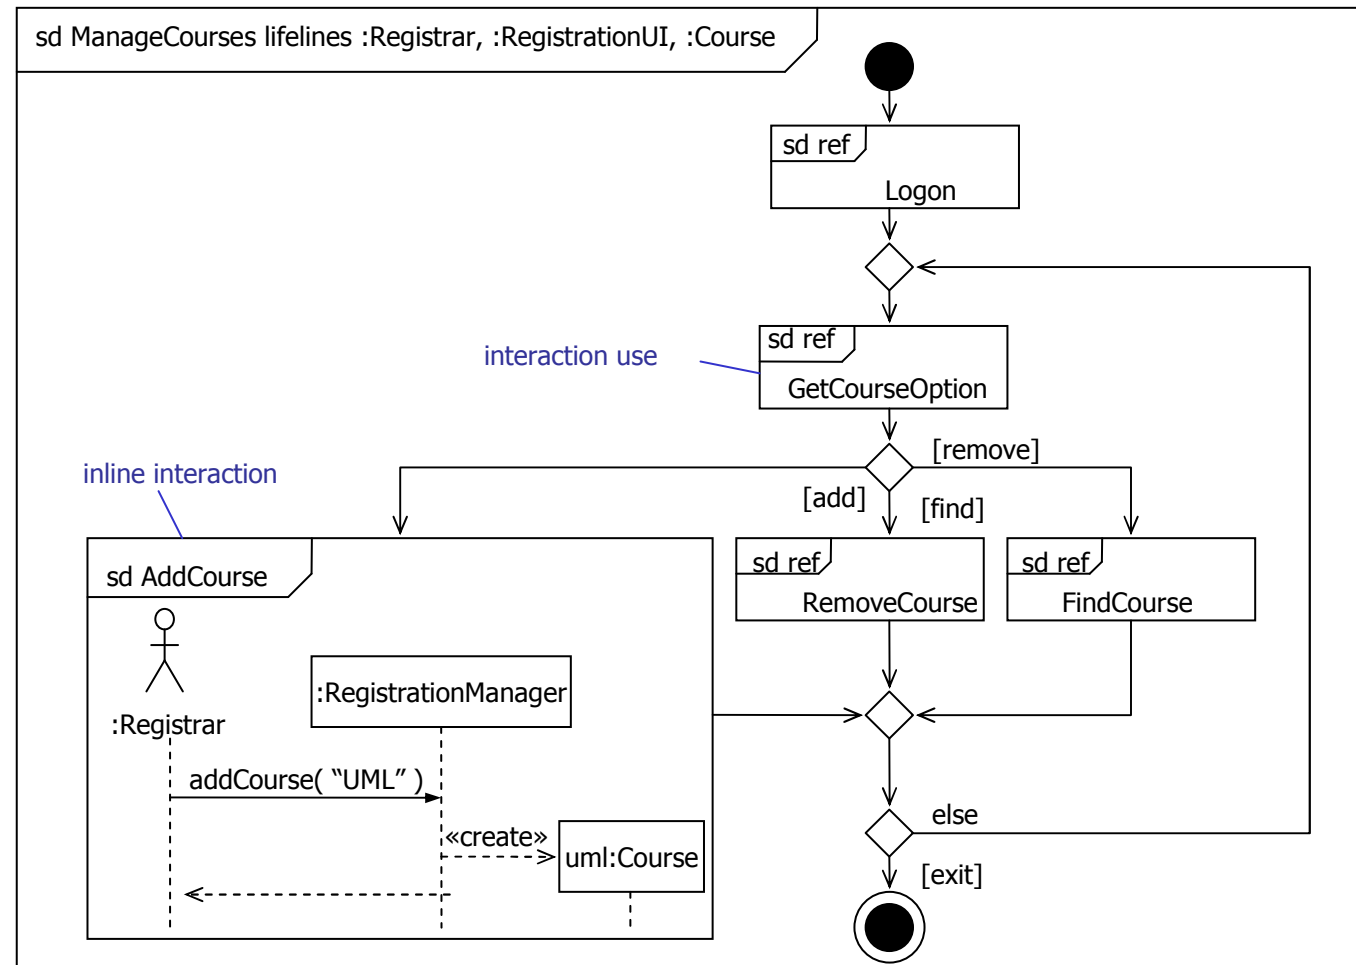 sd ManageCourses lifelines :Registrar, :RegistrationUI, :Course
sd ref
Logon
sd ref
interaction use
GetCourseOption
[remove]
inline interaction
[add]
[find]
sd ref
sd ref
sd AddCourse
RemoveCourse
FindCourse
:RegistrationManager
:Registrar
addCourse( “UML” )
else
«create»
uml:Course
[exit]